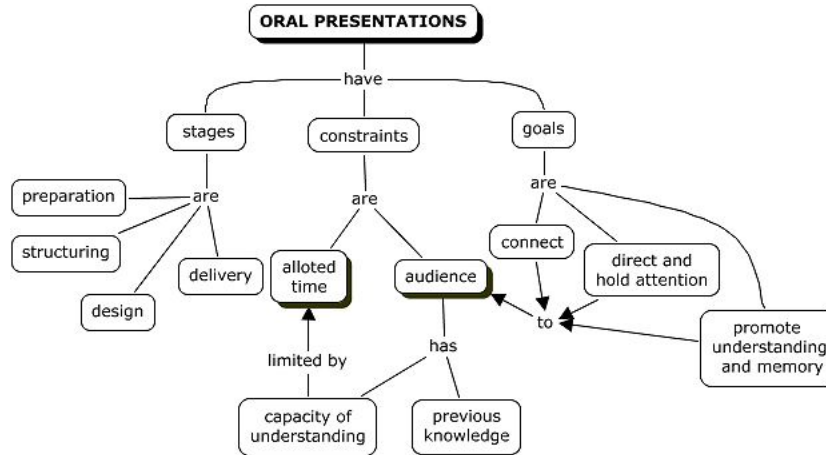 ORAL PRESENTATIONS
have
stages
constraints
goals
are
are
are
preparation
structuring
design
delivery
alloted
time
audience
connect
direct and
hold attention
to
promote
understanding
and memory
limited by
has
capacity of
understanding
previous
knowledge